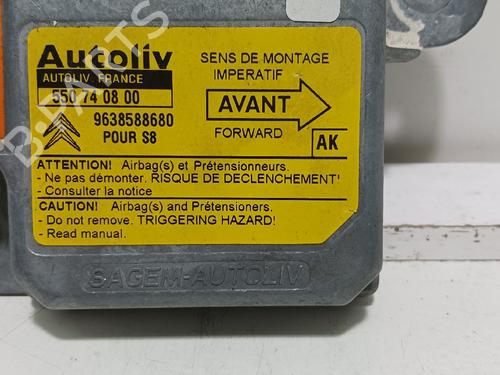 Autoliv
AUTOLIV FRANCE
550 74 08 00
9638588680
POUR S8
SENS DE MONTAGE
IMPERATIF
AVANT
FORWARD
AK
ATTENTION! Airbag(s) et Prétensionneurs.
- Ne pas démonter. RISQUE DE DECLENCHEMENT!
- Consulter la notice
CAUTION! Airbag(s) and Pretensioners.
- Do not remove. TRIGGERING HAZARD!
- Read manual.
SAGEM-AUTOLIV
B-PARTS